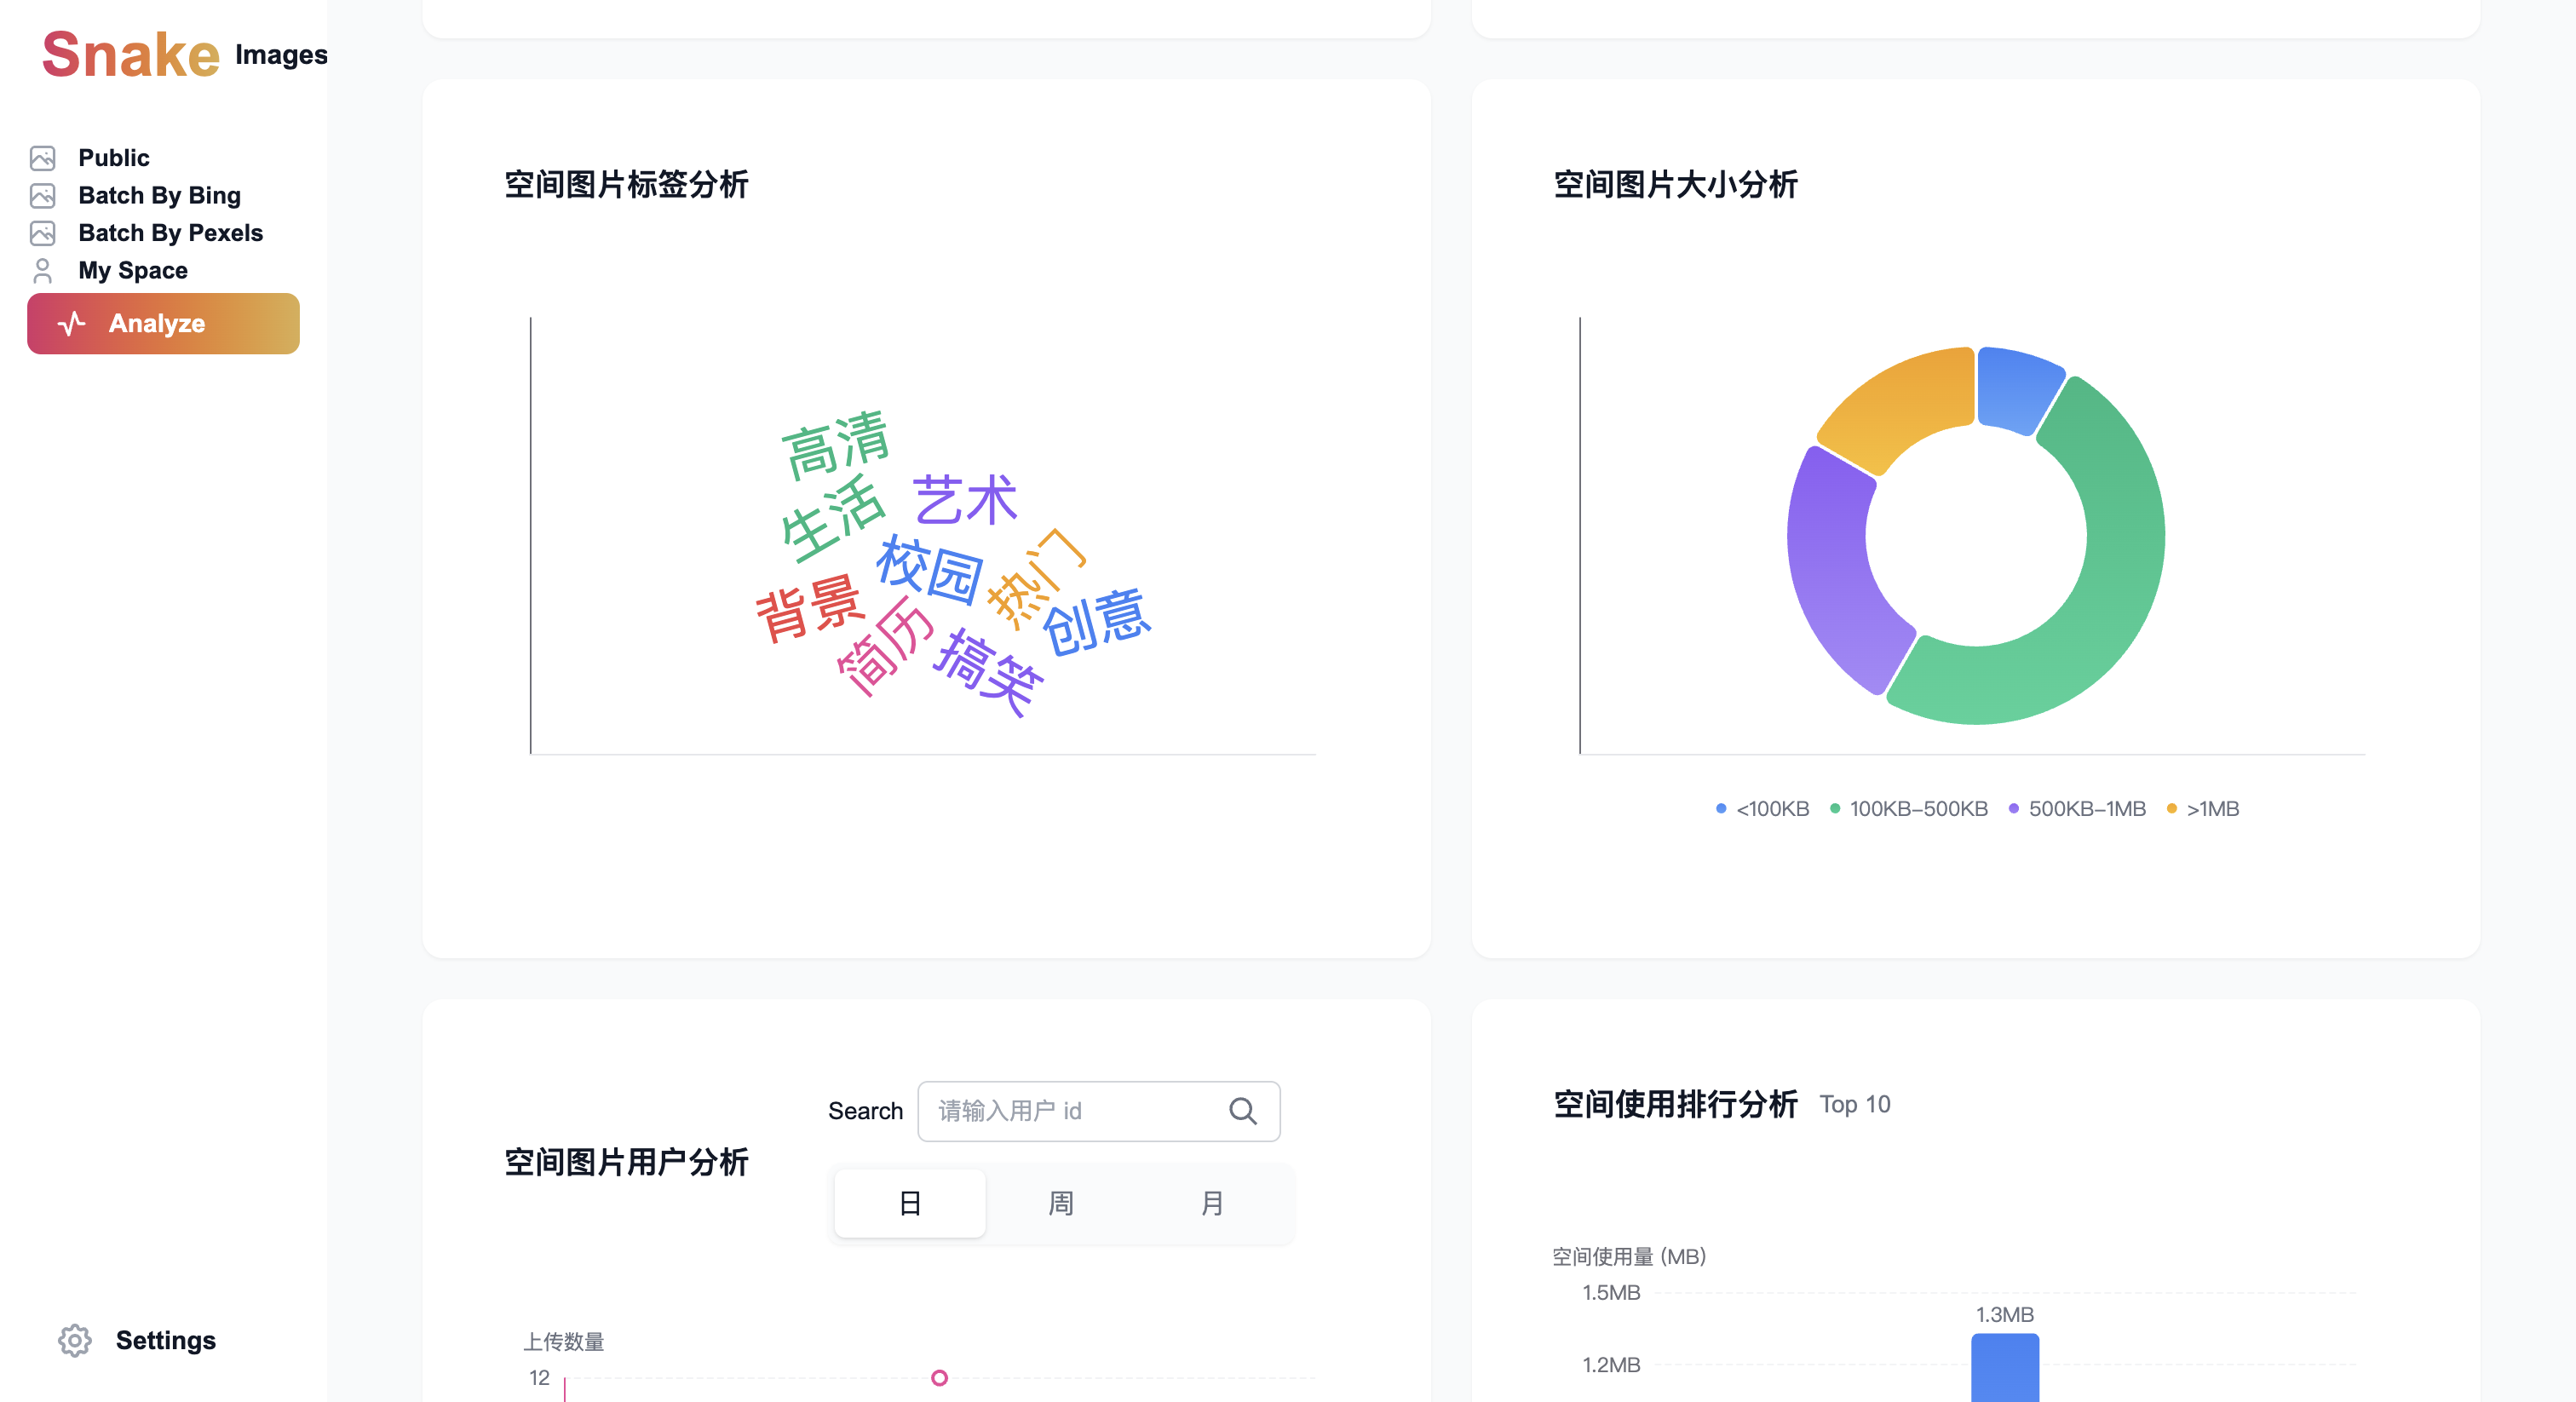 Snake Images
Public
Batch By Bing
Batch By Pexels
My Space
Analyze
Settings
空间图片标签分析
高清
生活
艺术
校园
热门
背景
创意
简历
搞笑
空间图片大小分析
<100KB 100KB-500KB 500KB-1MB >1MB
空间图片用户分析
Search 请输入用户 id
日 周 月
上传数量
12
空间使用排行分析 Top 10
空间使用量 (MB)
1.5MB
1.3MB
1.2MB